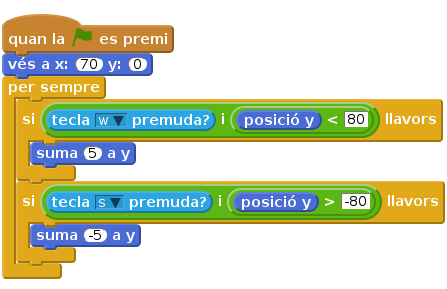 quan la es premi
vés a x: 70 y: 0
per sempre
si tecla w premuda? i posició y < 80 llavors
suma 5 a y
si tecla s premuda? i posició y > -80 llavors
suma -5 a y